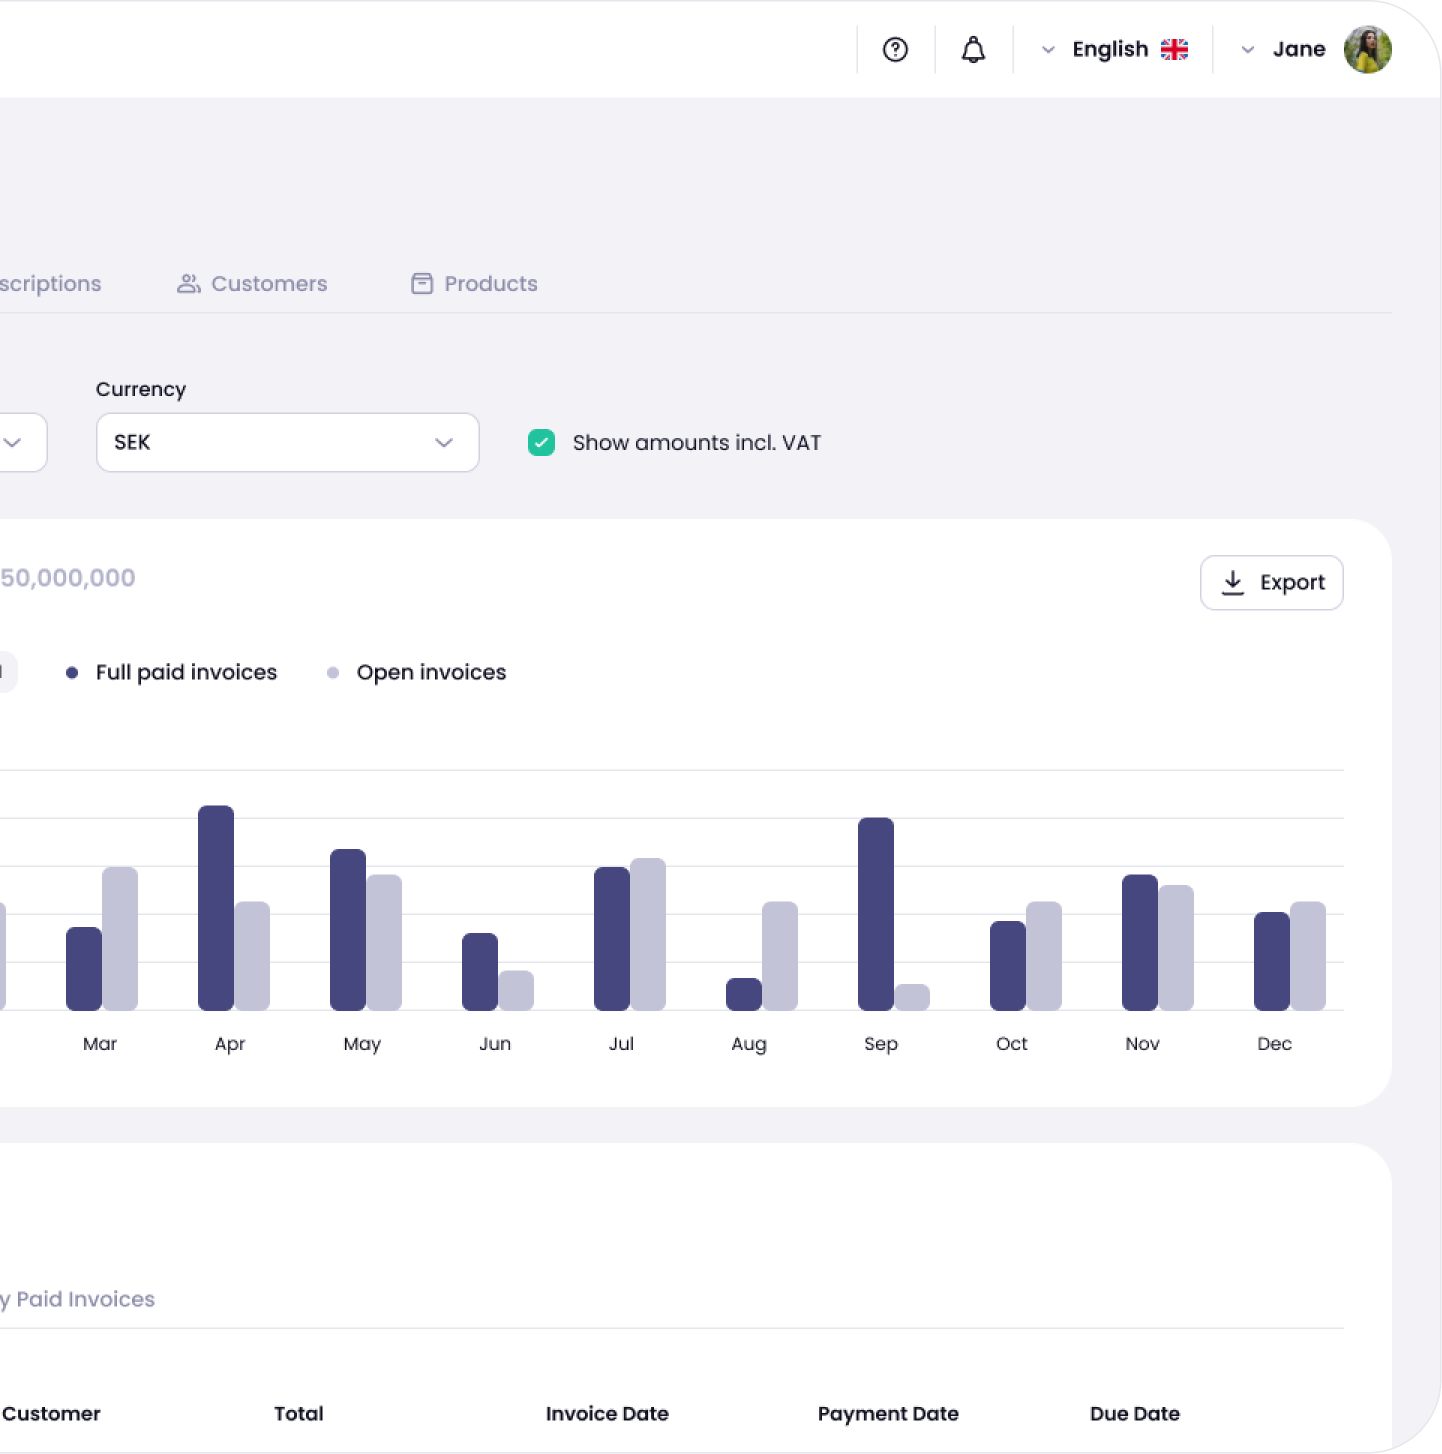 English
Jane
scriptions
Customers
Products
Currency
SEK
Show amounts incl. VAT
50,000,000
Export
Full paid invoices
Open invoices
Mar
Apr
May
Jun
Jul
Aug
Sep
Oct
Nov
Dec
y Paid Invoices
Customer
Total
Invoice Date
Payment Date
Due Date